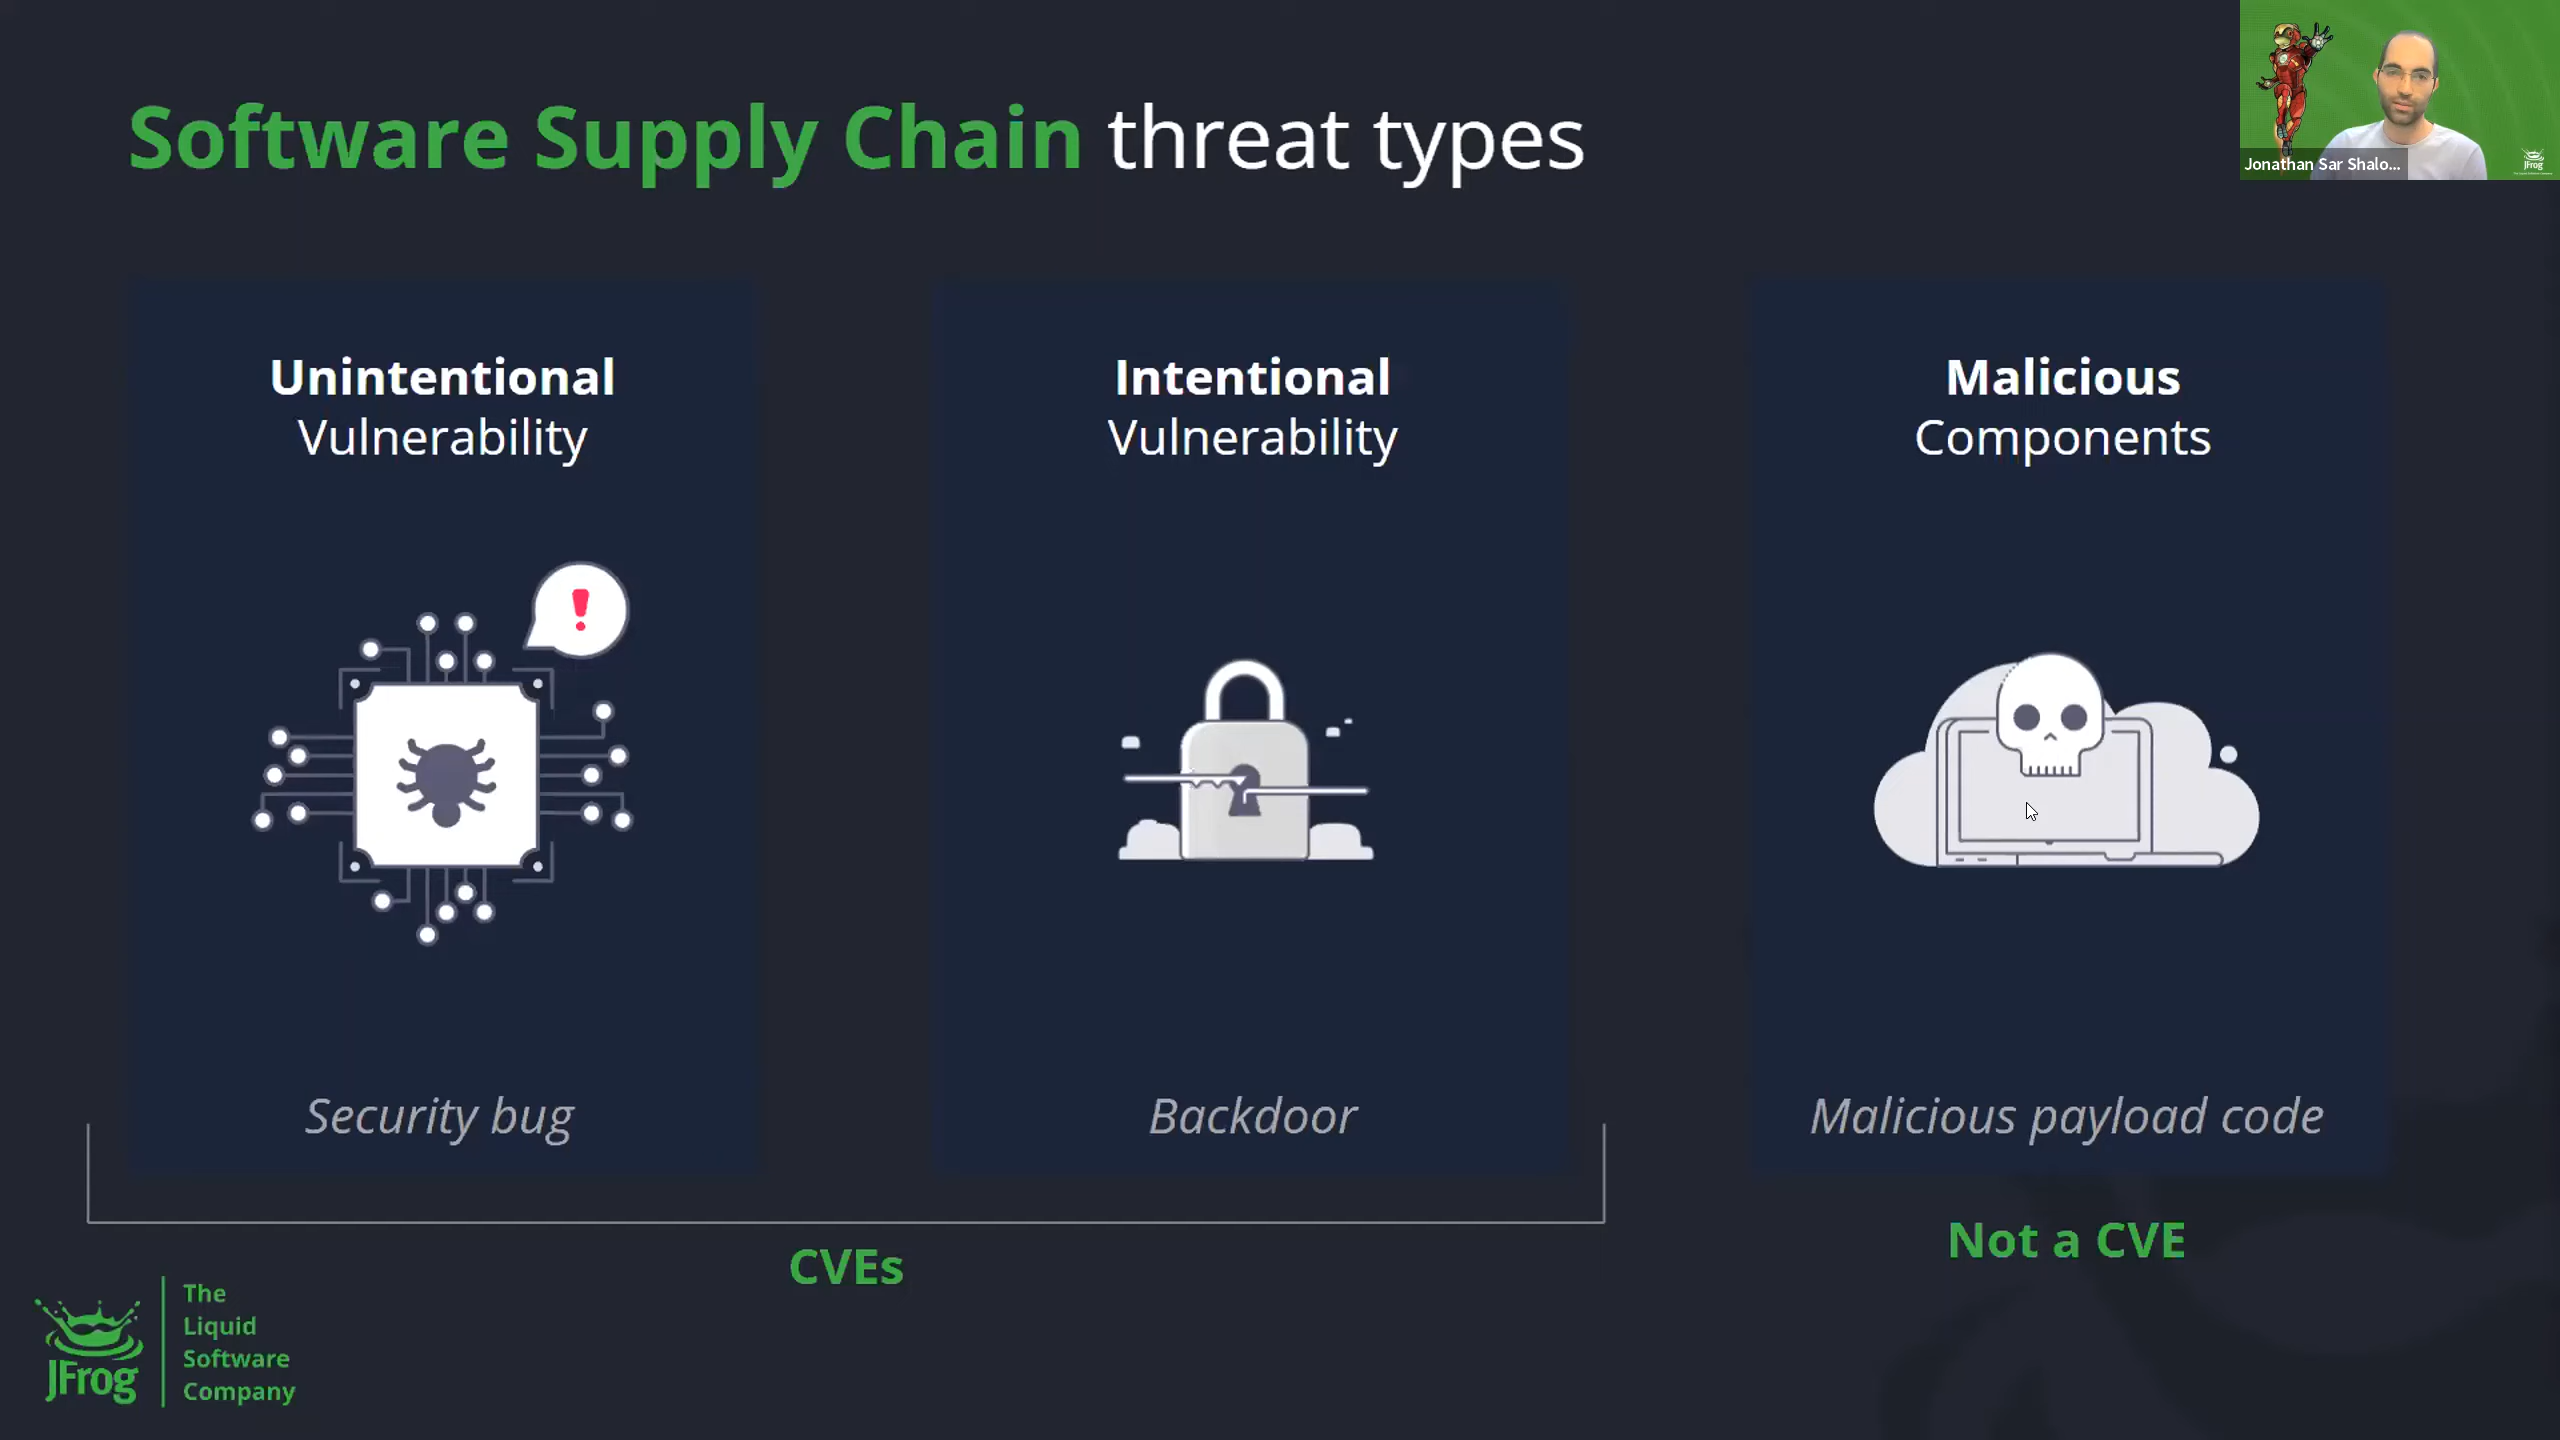 Software Supply Chain threat types
Jonathan Sar Shalo...
JFrog
Unintentional
Vulnerability
!
Security bug
Intentional
Vulnerability
Backdoor
Malicious
Components
Malicious payload code
CVEs
Not a CVE
JFrog
The
Liquid
Software
Company